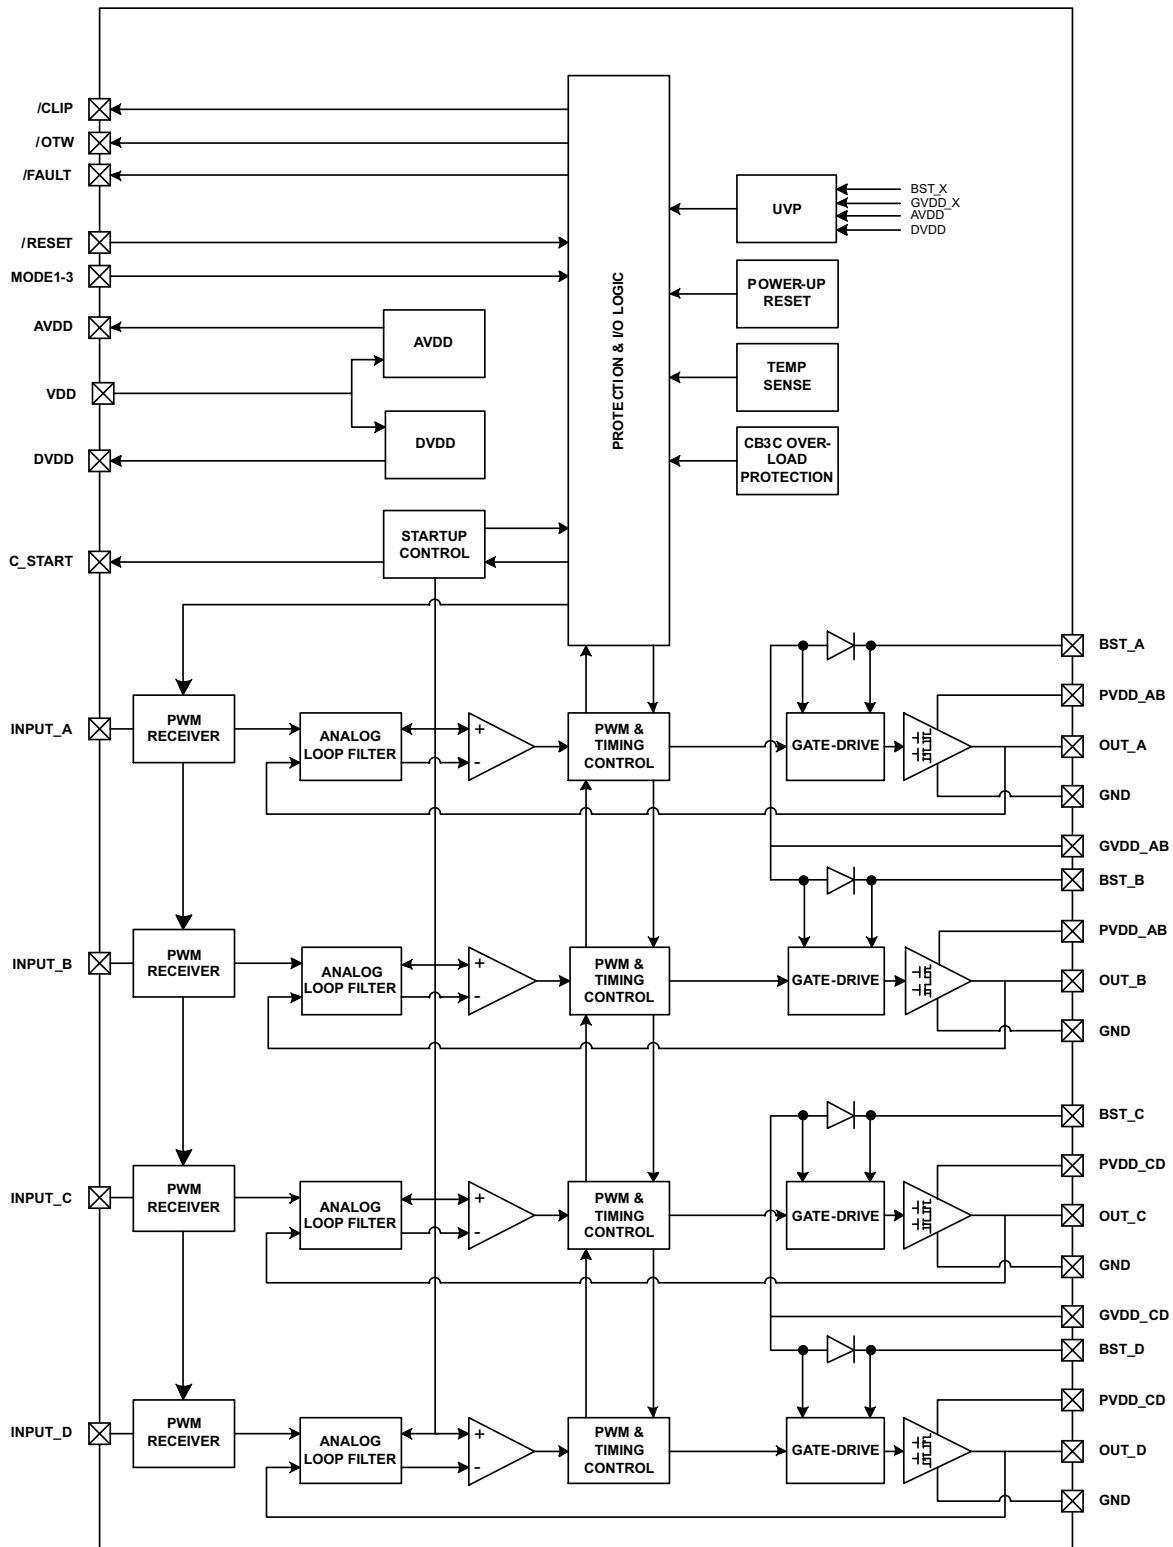 /CLIP
/OTW
/FAULT
/RESET
MODE1-3
AVDD
VDD
DVDD
C_START
AVDD
DVDD
STARTUP
CONTROL
PROTECTION & I/O LOGIC
UVP
BST_X
GVDD_X
AVDD
DVDD
POWER-UP
RESET
TEMP
SENSE
CB3C OVER-
LOAD
PROTECTION
INPUT_A
PWM
RECEIVER
ANALOG
LOOP FILTER
+
-
PWM &
TIMING
CONTROL
GATE-DRIVE
BST_A
PVDD_AB
OUT_A
GND
GVDD_AB
BST_B
INPUT_B
PWM
RECEIVER
ANALOG
LOOP FILTER
+
-
PWM &
TIMING
CONTROL
GATE-DRIVE
PVDD_AB
OUT_B
GND
BST_C
INPUT_C
PWM
RECEIVER
ANALOG
LOOP FILTER
+
-
PWM &
TIMING
CONTROL
GATE-DRIVE
PVDD_CD
OUT_C
GND
GVDD_CD
BST_D
INPUT_D
PWM
RECEIVER
ANALOG
LOOP FILTER
+
-
PWM &
TIMING
CONTROL
GATE-DRIVE
PVDD_CD
OUT_D
GND